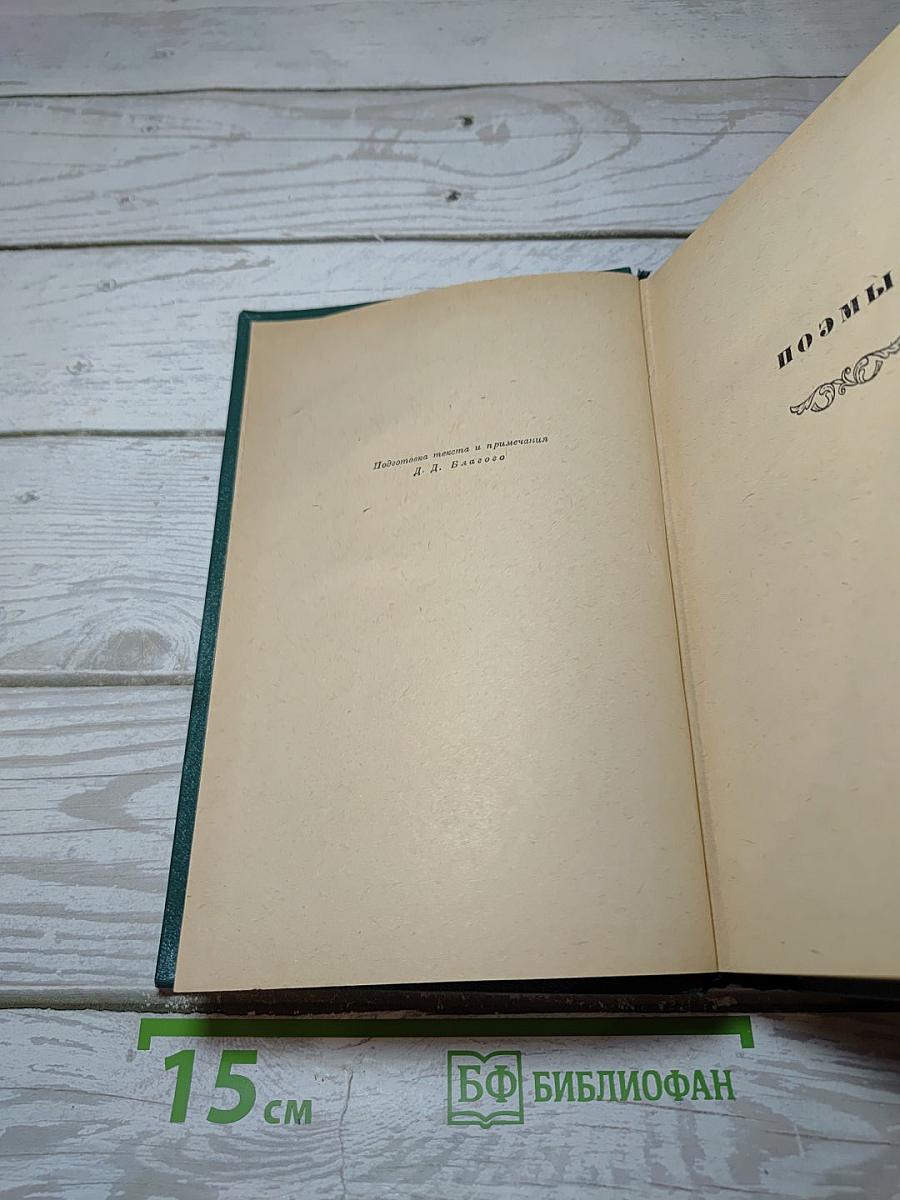 Подготовка текста и примечания
Д. Д. Благого
ПОЭМЫ
15 см
БФ БИБЛИОФАН